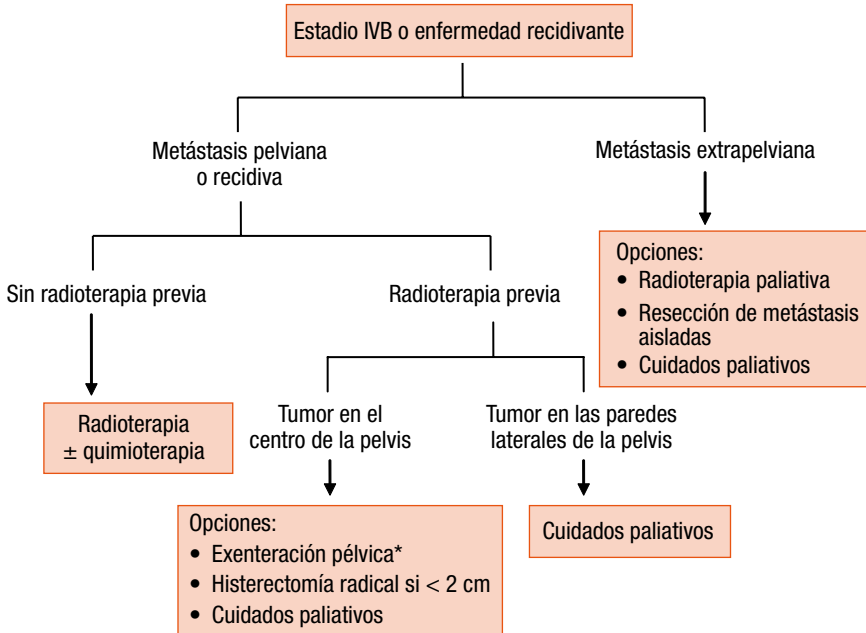 Estadio IVB o enfermedad recidivante
Metástasis pelviana
o recidiva
Metástasis extrapelviana
Opciones:
• Radioterapia paliativa
• Resección de metástasis
aisladas
• Cuidados paliativos
Sin radioterapia previa
Radioterapia previa
Radioterapia
± quimioterapia
Tumor en el
centro de la pelvis
Tumor en las paredes
laterales de la pelvis
Opciones:
• Exenteración pélvica*
• Histerectomía radical si < 2 cm
• Cuidados paliativos
Cuidados paliativos